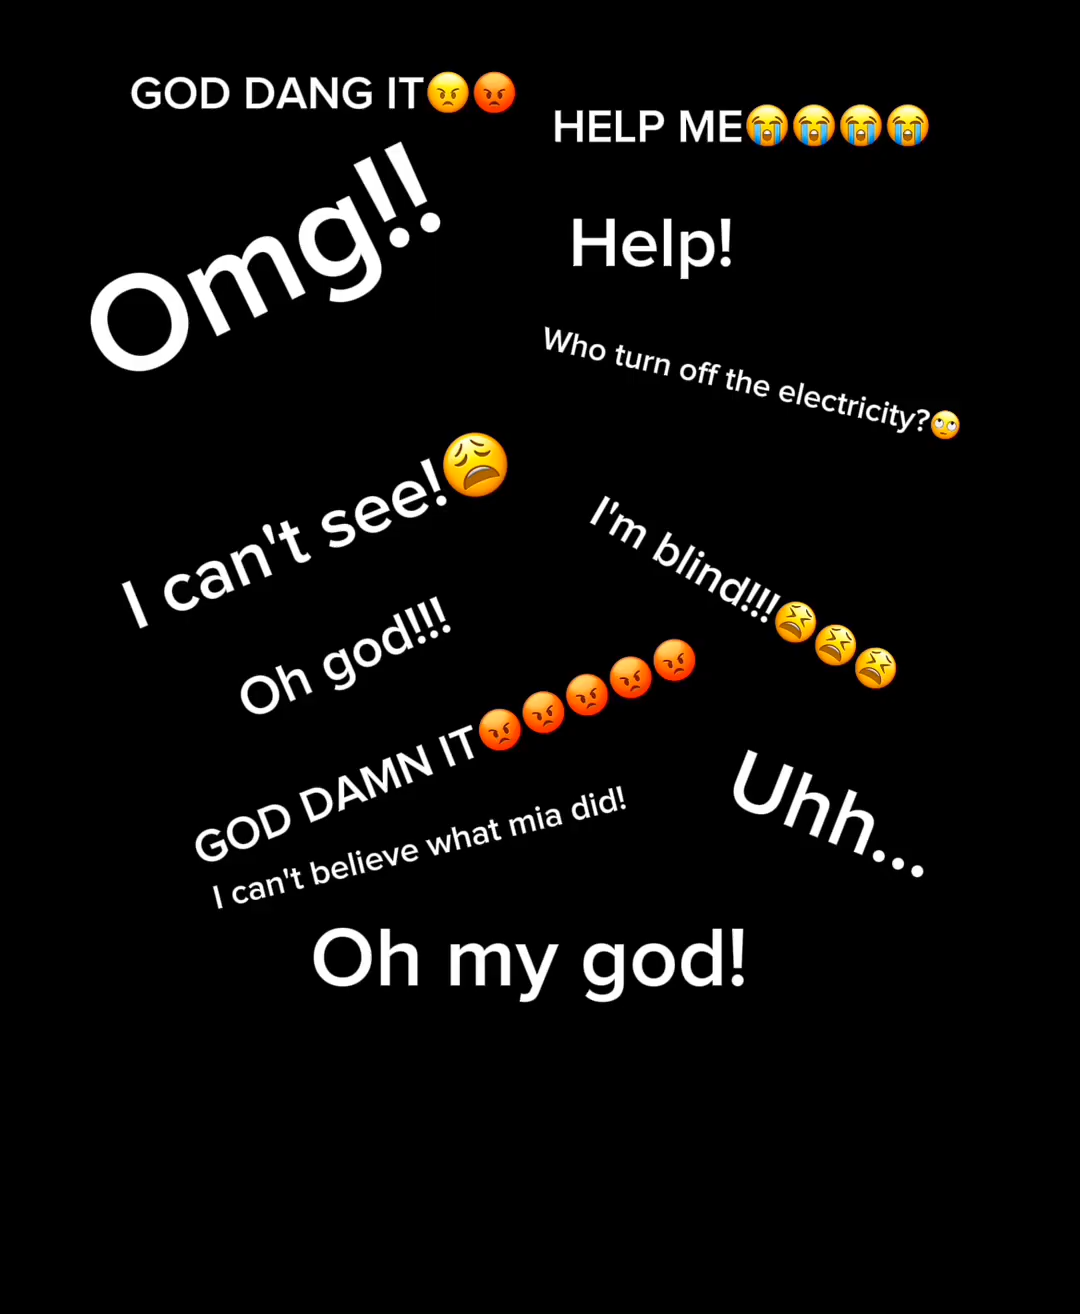 GOD DANG IT😠😡
HELP ME😭😭😭😭
Omg!!
Help!
Who turn off the electricity?🙄
I can't see!😩
I'm blind!!!😫😫😫
Oh god!!!
GOD DAMN IT😡😡😡😡😡
Uhh...
I can't believe what mia did!
Oh my god!